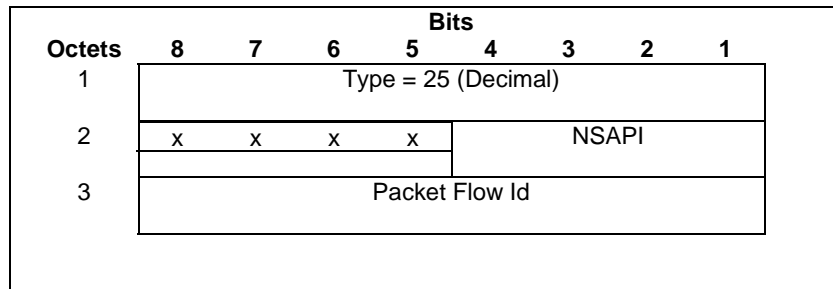 Bits
Octets 8 7 6 5 4 3 2 1
1 Type = 25 (Decimal)
2 x x x x NSAPI
3 Packet Flow Id